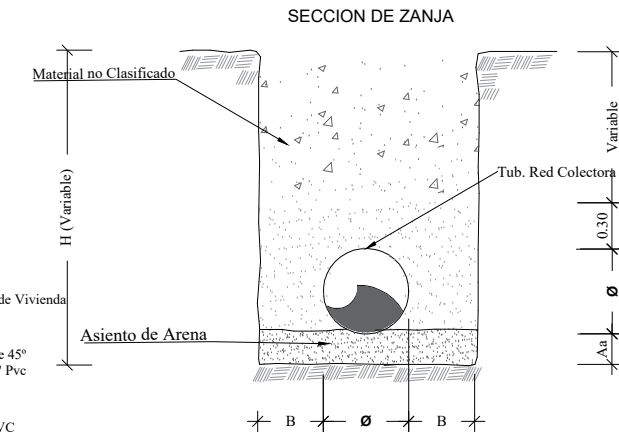 SECCION DE ZANJA
Material no Clasificado
Variable
H (Variable)
Tub. Red Colectora
0.30
de Vivienda
Ø
Asiento de Arena
e 45º
Aa
" Pvc
B Ø B
VC